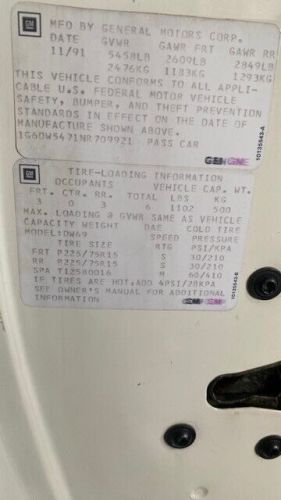 GM
MFD BY GENERAL MOTORS CORP.
DATE GVWR GAWR FRT GAWR RR
11/91 5458LB 2609LB 2849LB
2476KG 1183KG 1293KG
THIS VEHICLE CONFORMS TO ALL APPLI-
CABLE U.S. FEDERAL MOTOR VEHICLE
SAFETY, BUMPER, AND THEFT PREVENTION
STANDARDS IN EFFECT ON THE DATE OF
MANUFACTURE SHOWN ABOVE.
1G6DW5471NR709921 PASS CAR
10135543-A
GM
TIRE-LOADING INFORMATION
OCCUPANTS VEHICLE CAP. WT.
FRT. CTR. RR. TOTAL LBS KG
3 0 3 6 1102 500
MAX. LOADING @ GVWR SAME AS VEHICLE
CAPACITY WEIGHT DAE COLD TIRE
MODEL:DW69 SPEED PRESSURE
TIRE SIZE RTG PSI/KPA
FRT P225/75R15 S 30/210
RR P225/75R15 S 30/210
SPA T12580D16 M 60/410
IF TIRES ARE HOT, ADD 4PSI/28KPA
SEE OWNER'S MANUAL FOR ADDITIONAL
INFORMATION